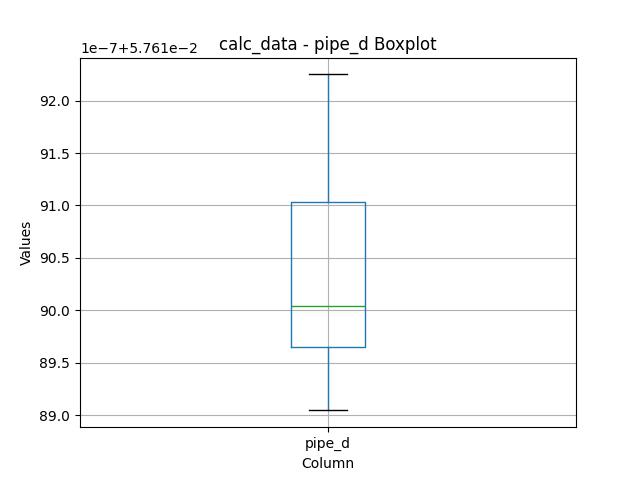 calc_data - pipe_d Boxplot
1e−7+5.761e−2
92.0
91.5
91.0
90.5
90.0
89.5
89.0
Values
pipe_d
Column